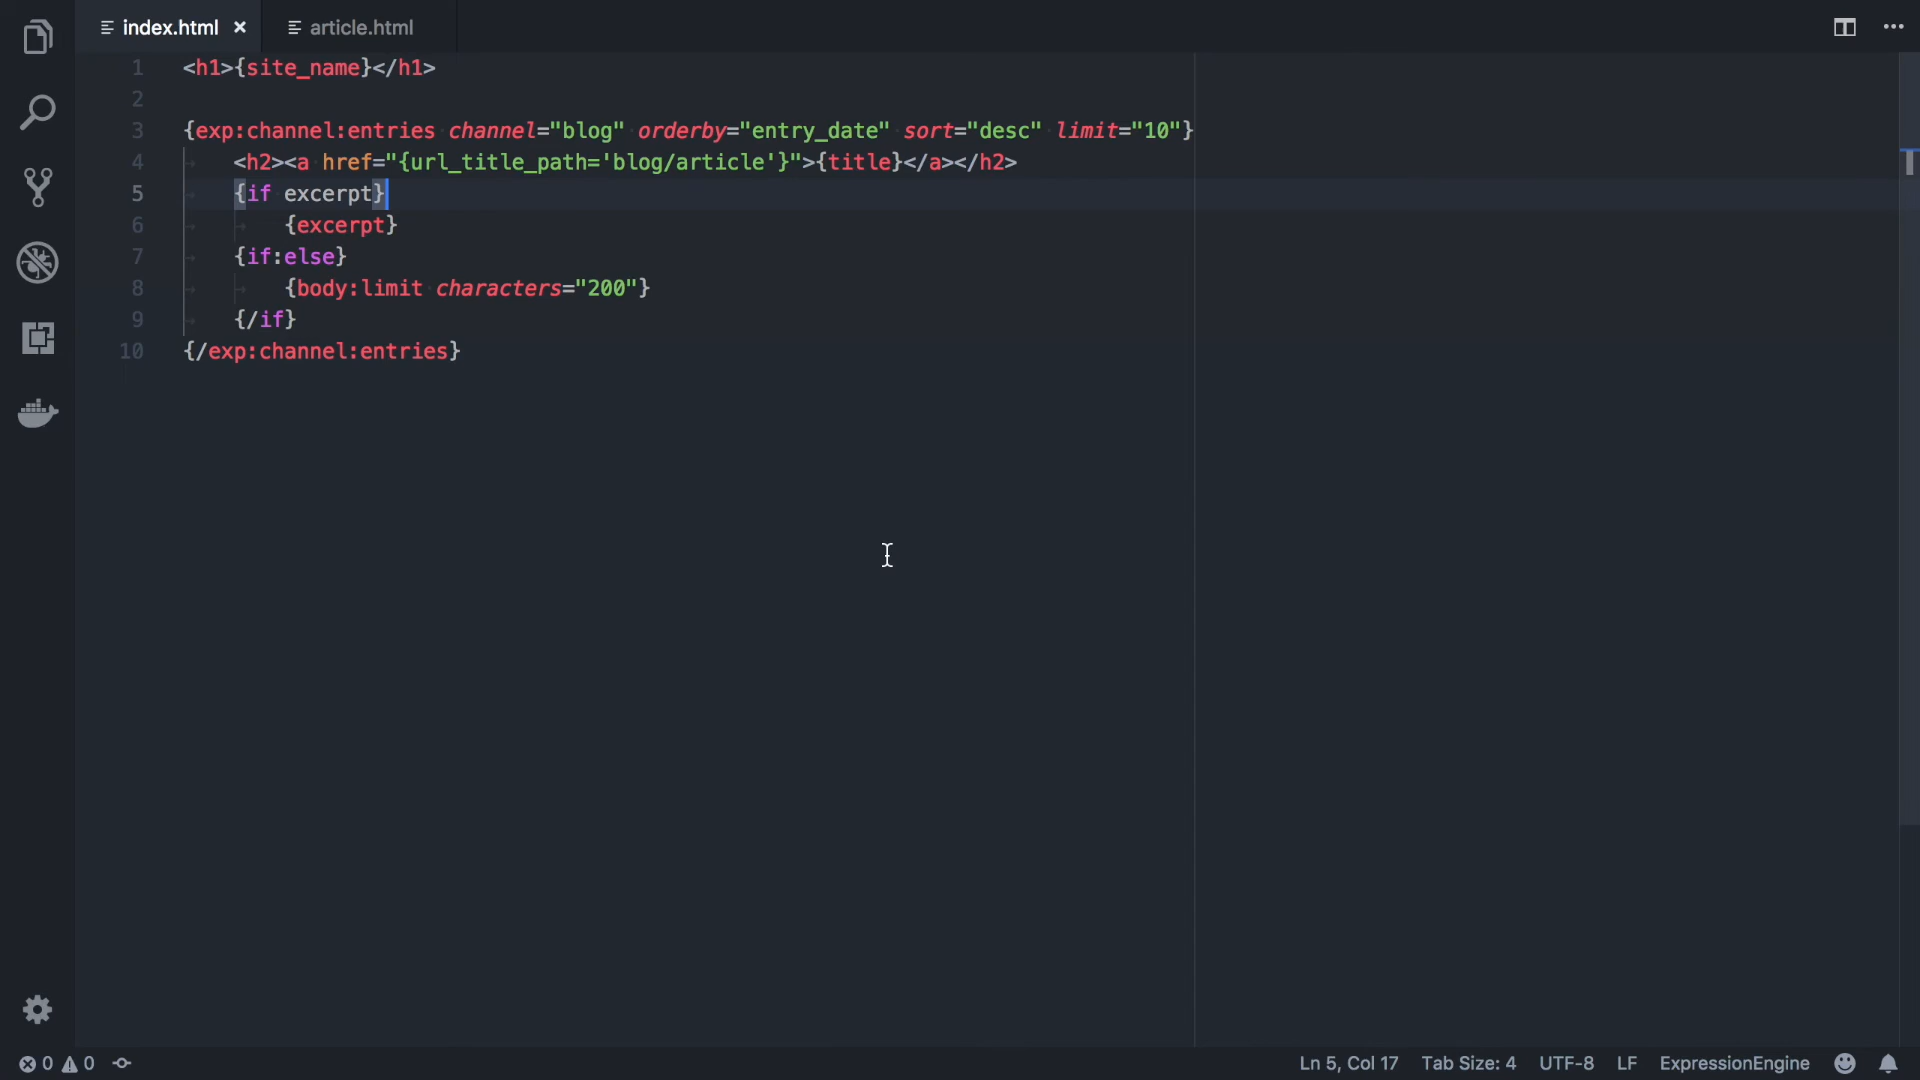 index.html × article.html
1 <h1>{site_name}</h1>
2
3 {exp:channel:entries channel="blog" orderby="entry_date" sort="desc" limit="10"}
4 <h2><a href="{url_title_path='blog/article'}">{title}</a></h2>
5 {if excerpt}
6 {excerpt}
7 {if:else}
8 {body:limit characters="200"}
9 {/if}
10 {/exp:channel:entries}
0 0 Ln 5, Col 17 Tab Size: 4 UTF-8 LF ExpressionEngine